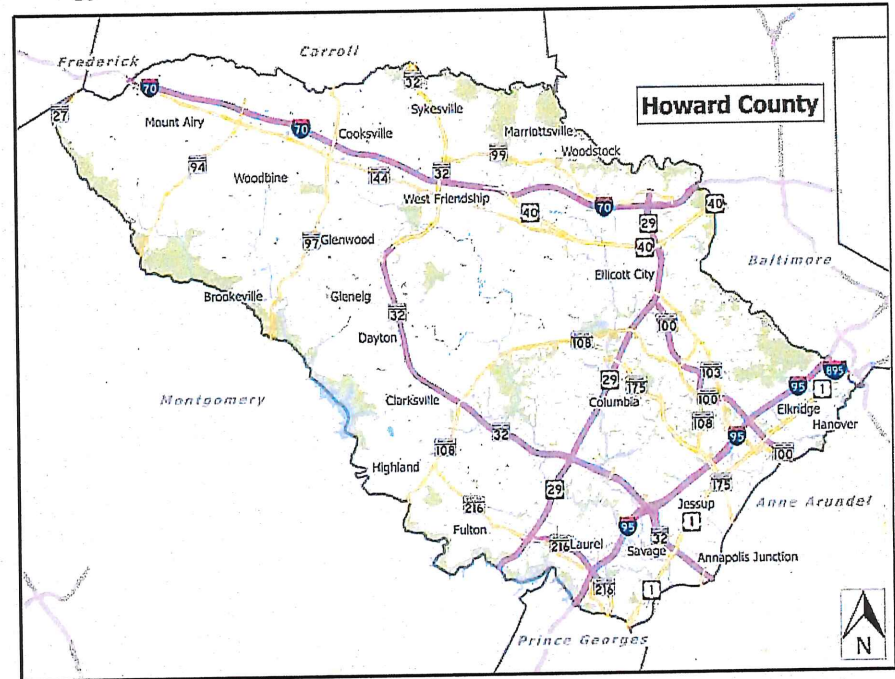 Carroll
Frederick
70
32
Sykesville
Howard County
27
Mount Airy
70
Cooksville
Marriottsville
99
Woodstock
94
Woodbine
144
32
West Friendship
70
40
40
29
40
97
Glenwood
Ellicott City
Baltimore
Brookeville
Glenelg
32
Dayton
100
108
103
895
29
175
95
1
Montgomery
Clarksville
Columbia
100
Elkridge
108
Hanover
32
95
108
100
Highland
175
29
Jessup
Anne Arundel
216
1
Fulton
95
216
Laurel
Savage
32
Annapolis Junction
216
1
Prince Georges
N